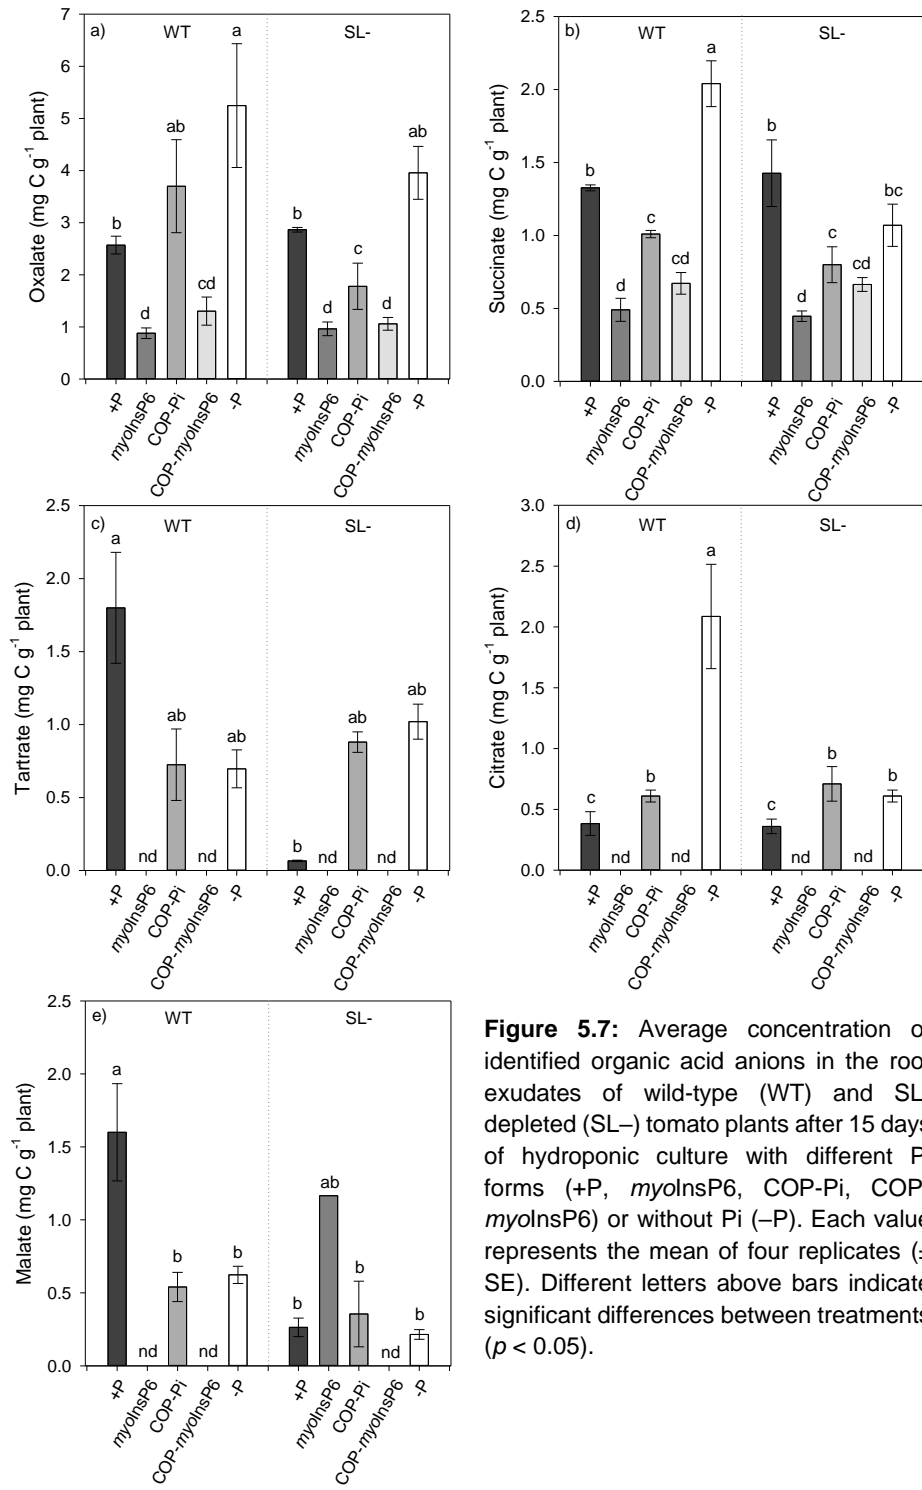 a) WT SL-
Oxalate (mg C g-1 plant)
7
6
5
4
3
2
1
0
b d ab cd a b d c d ab
+P myoInsP6 COP-Pi COP-myoInsP6 -P +P myoInsP6 COP-Pi COP-myoInsP6 -P
b) WT SL-
Succinate (mg C g-1 plant)
2.5
2.0
1.5
1.0
0.5
0.0
b d c cd a b d c cd bc
+P myoInsP6 COP-Pi COP-myoInsP6 -P +P myoInsP6 COP-Pi COP-myoInsP6 -P
c) WT SL-
Tartrate (mg C g-1 plant)
2.5
2.0
1.5
1.0
0.5
0.0
a nd ab nd ab b nd ab nd ab
+P myoInsP6 COP-Pi COP-myoInsP6 -P +P myoInsP6 COP-Pi COP-myoInsP6 -P
d) WT SL-
Citrate (mg C g-1 plant)
3.0
2.5
2.0
1.5
1.0
0.5
0.0
c nd b nd a c nd b nd b
+P myoInsP6 COP-Pi COP-myoInsP6 -P +P myoInsP6 COP-Pi COP-myoInsP6 -P
e) WT SL-
Malate (mg C g-1 plant)
2.5
2.0
1.5
1.0
0.5
0.0
a nd b nd b b ab b nd b
+P myoInsP6 COP-Pi COP-myoInsP6 -P +P myoInsP6 COP-Pi COP-myoInsP6 -P
Figure 5.7: Average concentration
identified organic acid anions in the
exudates of wild-type (WT) and SL
depleted (SL–) tomato plants after 15 days
of hydroponic culture with different P
forms (+P, myoInsP6, COP-Pi, COP
myoInsP6) or without Pi (–P). Each value
represents the mean of four replicates (±
SE). Different letters above bars indicate
significant differences between treatments
(p < 0.05).